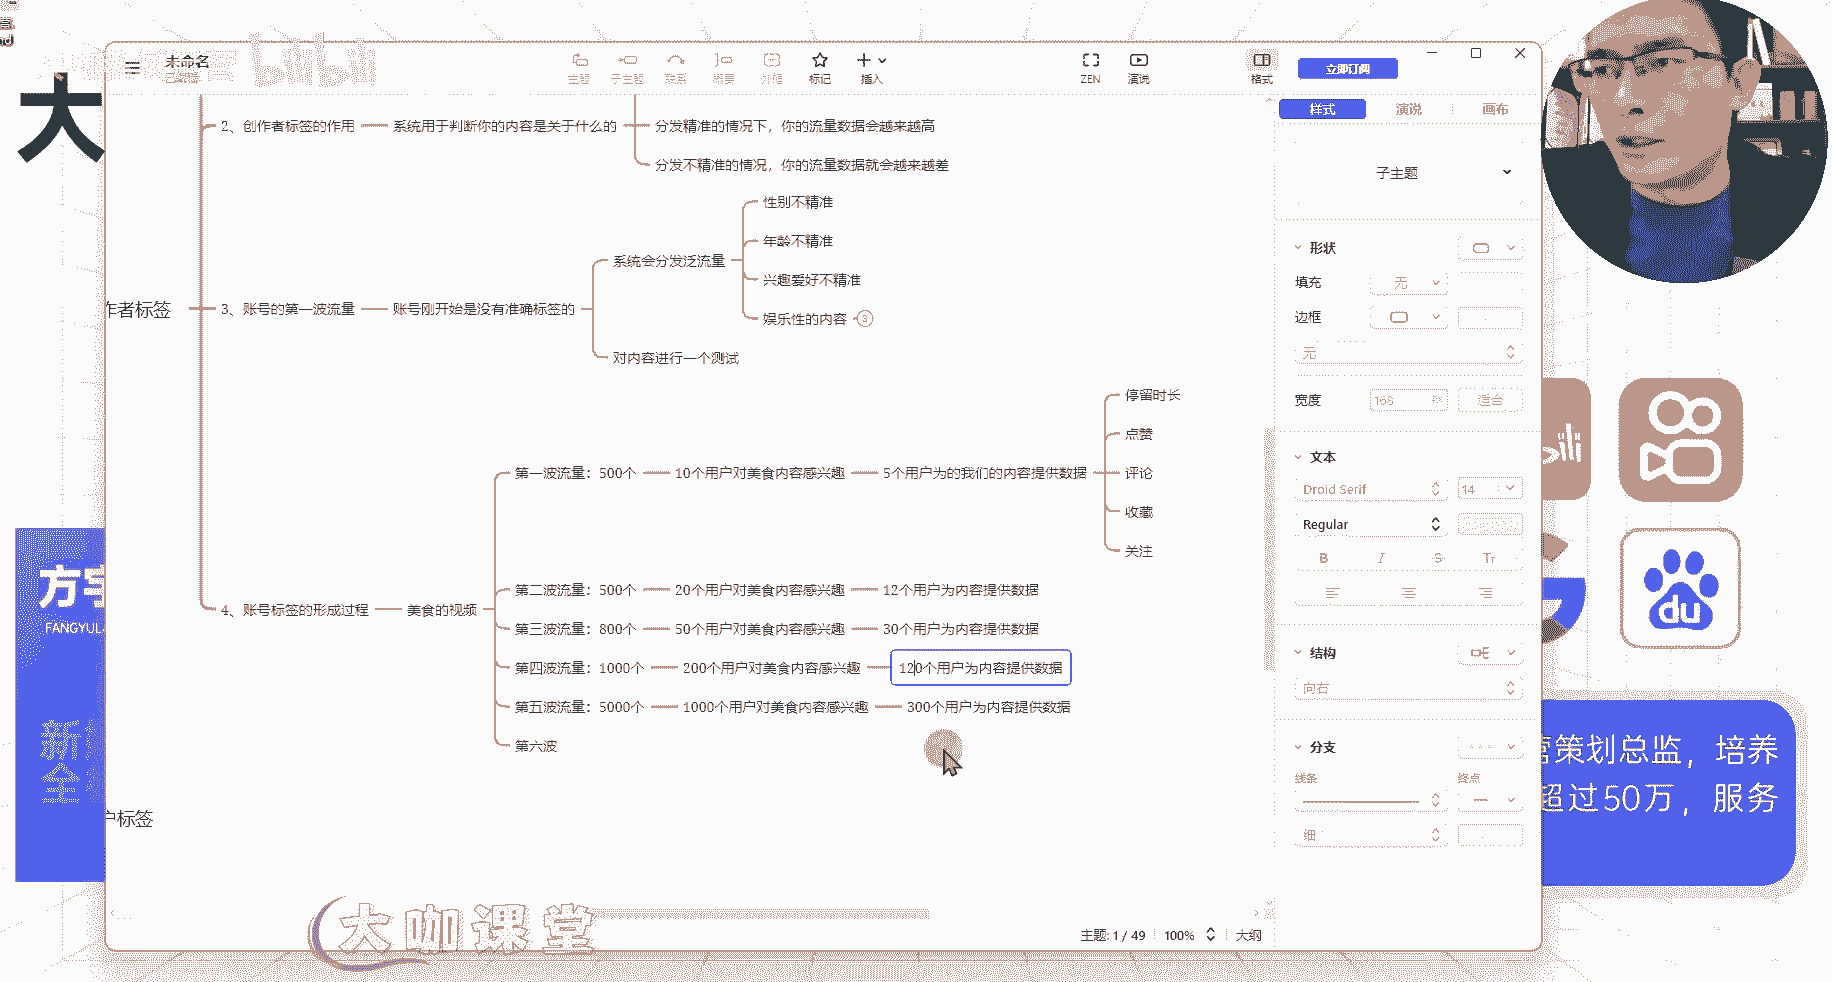 大
bilibili
未命名
已编辑
主题
子主题
联系
概要
外框
标记
插入
ZEN
演说
格式
立即订阅
样式
演说
画布
2、创作者标签的作用
系统用于判断你的内容是关于什么的
分发精准的情况下，你的流量数据会越来越高
分发不精准的情况，你的流量数据就会越来越差
子主题
作者标签
3、账号的第一波流量
账号刚开始是没有准确标签的
系统会分发泛流量
性别不精准
年龄不精准
兴趣爱好不精准
娱乐性的内容
3
对内容进行一个测试
4、账号标签的形成过程
美食的视频
第一波流量：500个
10个用户对美食内容感兴趣
5个用户为的我们的内容提供数据
停留时长
点赞
评论
收藏
关注
第二波流量：500个
20个用户对美食内容感兴趣
12个用户为内容提供数据
第三波流量：800个
50个用户对美食内容感兴趣
30个用户为内容提供数据
第四波流量：1000个
200个用户对美食内容感兴趣
120个用户为内容提供数据
第五波流量：5000个
1000个用户对美食内容感兴趣
300个用户为内容提供数据
第六波
户标签
形状
填充
无
边框
无
宽度
168
PX
适合
文本
Droid Serif
14
Regular
B
I
S
Tr
结构
向右
分支
线条
终点
细
主题: 1 / 49
100%
大纲
FANGYU
du
营策划总监，培养
超过50万，服务
大咖课堂